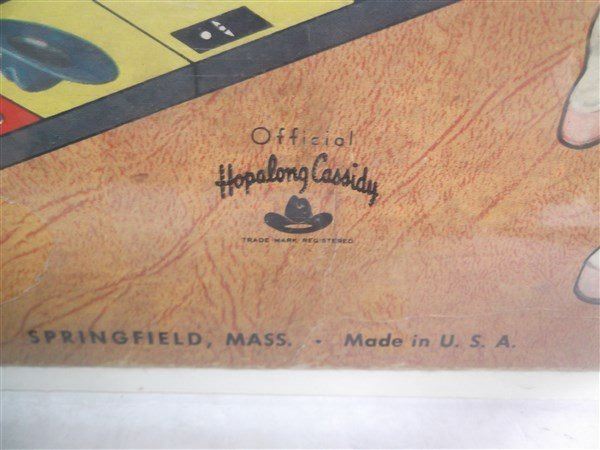 Official
Hopalong Cassidy
TRADE MARK REGISTERED
SPRINGFIELD, MASS. • Made in U. S. A.